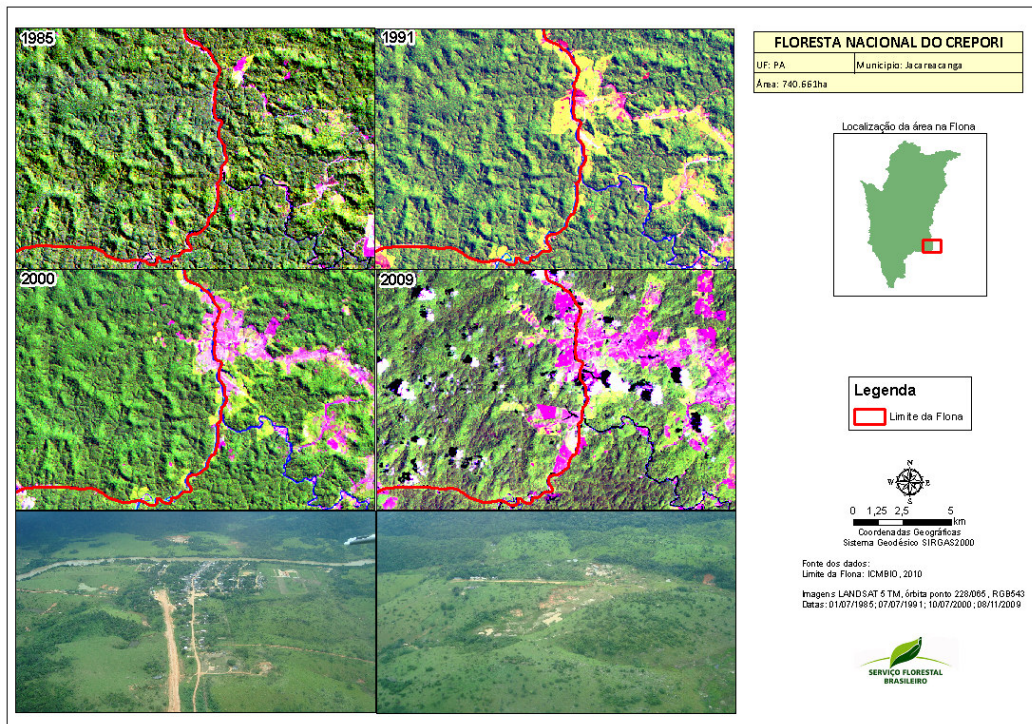 1985
1991
2000
2009
FLORESTA NACIONAL DO CREPORI
UF: PA
Municipio: Jacareacanga
Área: 740.661ha
Localização da área na Flona
Legenda
Limite da Flona
N
W E
S
0 1,25 2,5 5
km
Coordenadas Geográficas
Sistema Geodésico SIRGAS2000
Fonte dos dados:
Limite da Flona: ICMBIO, 2010
Imagens LANDSAT 5 TM, órbita ponto 228/065, RGB543
Datas: 01/07/1985; 07/07/1991; 10/07/2000; 08/11/2009
SERVIÇO FLORESTAL
BRASILEIRO